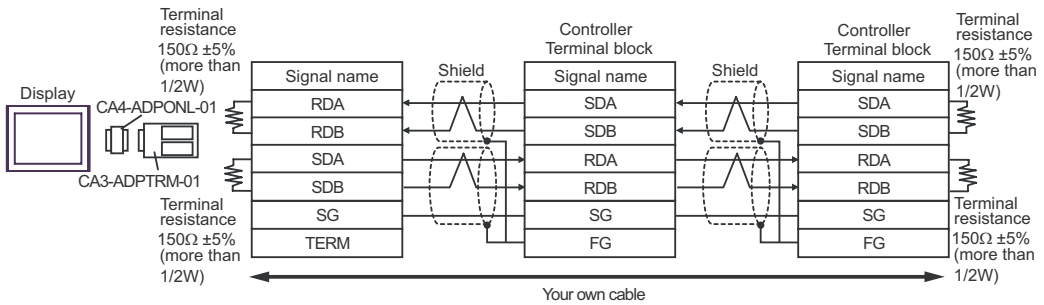 Terminal
resistance
150Ω ±5%
(more than
1/2W)
Controller
Terminal block
Controller
Terminal block
Terminal
resistance
150Ω ±5%
(more than
1/2W)
Display
CA4-ADPONL-01
CA3-ADPTRM-01
Shield
Shield
Signal name
Signal name
Signal name
RDA
SDA
SDA
RDB
SDB
SDB
SDA
RDA
RDA
SDB
RDB
RDB
SG
SG
SG
TERM
FG
FG
Terminal
resistance
150Ω ±5%
(more than
1/2W)
Terminal
resistance
150Ω ±5%
(more than
1/2W)
Your own cable